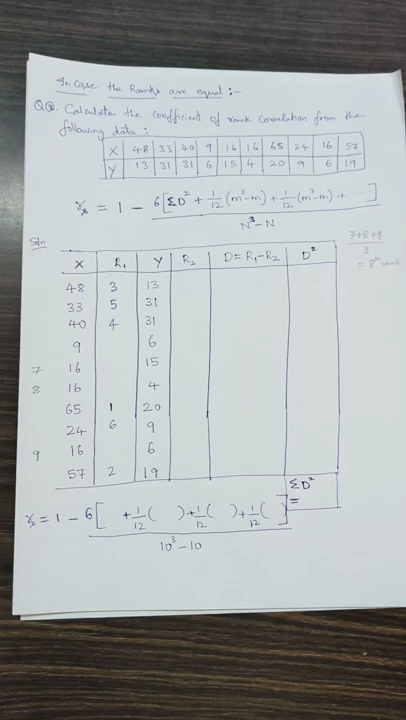 In case the Ranks are equal :-
Q③. Calculate the coefficient of rank correlation from the
following data :
X 48 33 40 9 16 16 65 24 16 57
Y 13 31 31 6 15 4 20 9 6 19
r_s = 1 - 6[ΣD² + 1/12 (m³-m) + 1/12 (m³-m) + ...] / N³-N
Soln
7+8+9 / 3
= 8th rank
X R₁ Y R₂ D = R₁-R₂ D²
48 3 13
33 5 31
40 4 31
9 6
7 16 15
8 16 4
65 1 20
24 6 9
9 16 6
57 2 19
ΣD² =
r_s = 1 - 6[ + 1/12 ( ) + 1/12 ( ) + 1/12 ( )] / 10³-10